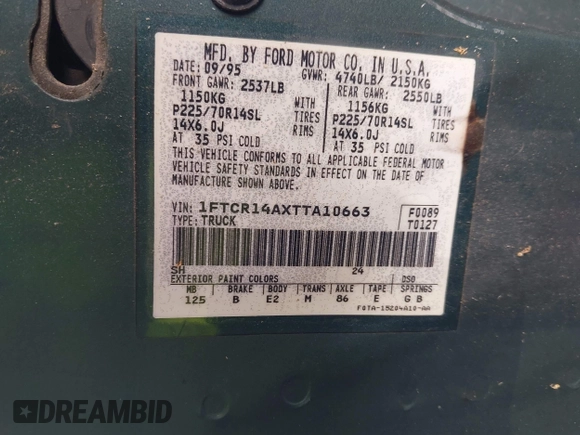 MFD. BY FORD MOTOR CO. IN U.S.A.
DATE: 09/95 GVWR: 4740LB/ 2150KG
FRONT GAWR: 2537LB REAR GAWR: 2550LB
1150KG WITH 1156KG WITH
P225/70R14SL TIRES P225/70R14SL TIRES
14X6.0J RIMS 14X6.0J RIMS
AT 35 PSI COLD AT 35 PSI COLD
THIS VEHICLE CONFORMS TO ALL APPLICABLE FEDERAL MOTOR
VEHICLE SAFETY STANDARDS IN EFFECT ON THE DATE OF
MANUFACTURE SHOWN ABOVE.
VIN: 1FTCR14AXTTA10663 F0089
TYPE: TRUCK T0127
SH 24
EXTERIOR PAINT COLORS DSO
WB BRAKE BODY TRANS AXLE TAPE SPRINGS
125 B E2 M 86 E G B
F0TA-15204A10-AA
DREAMBID